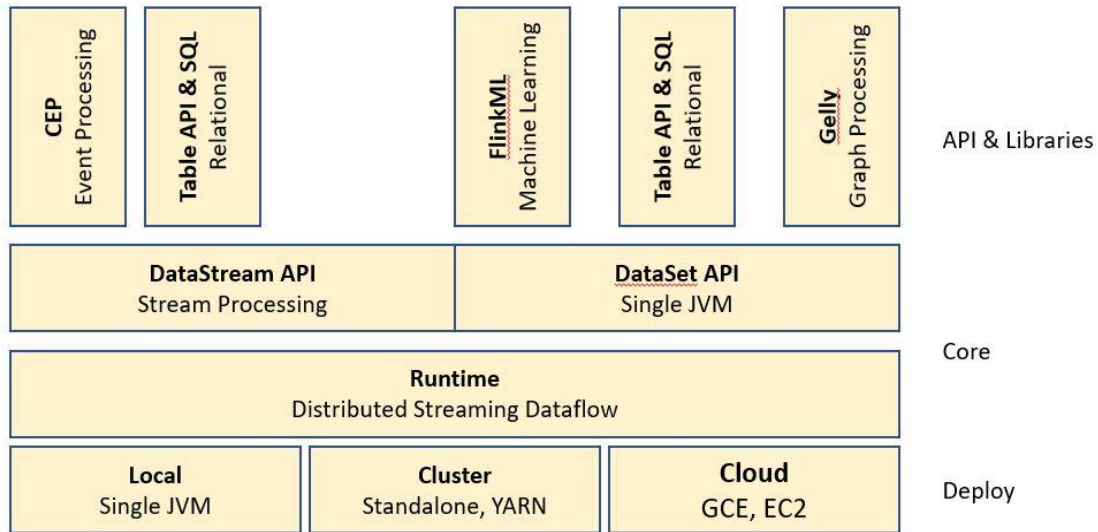 CEP
Event Processing
Table API & SQL
Relational
FlinkML
Machine Learning
Table API & SQL
Relational
Gelly
Graph Processing
API & Libraries
DataStream API
Stream Processing
DataSet API
Single JVM
Core
Runtime
Distributed Streaming Dataflow
Local
Single JVM
Cluster
Standalone, YARN
Cloud
GCE, EC2
Deploy